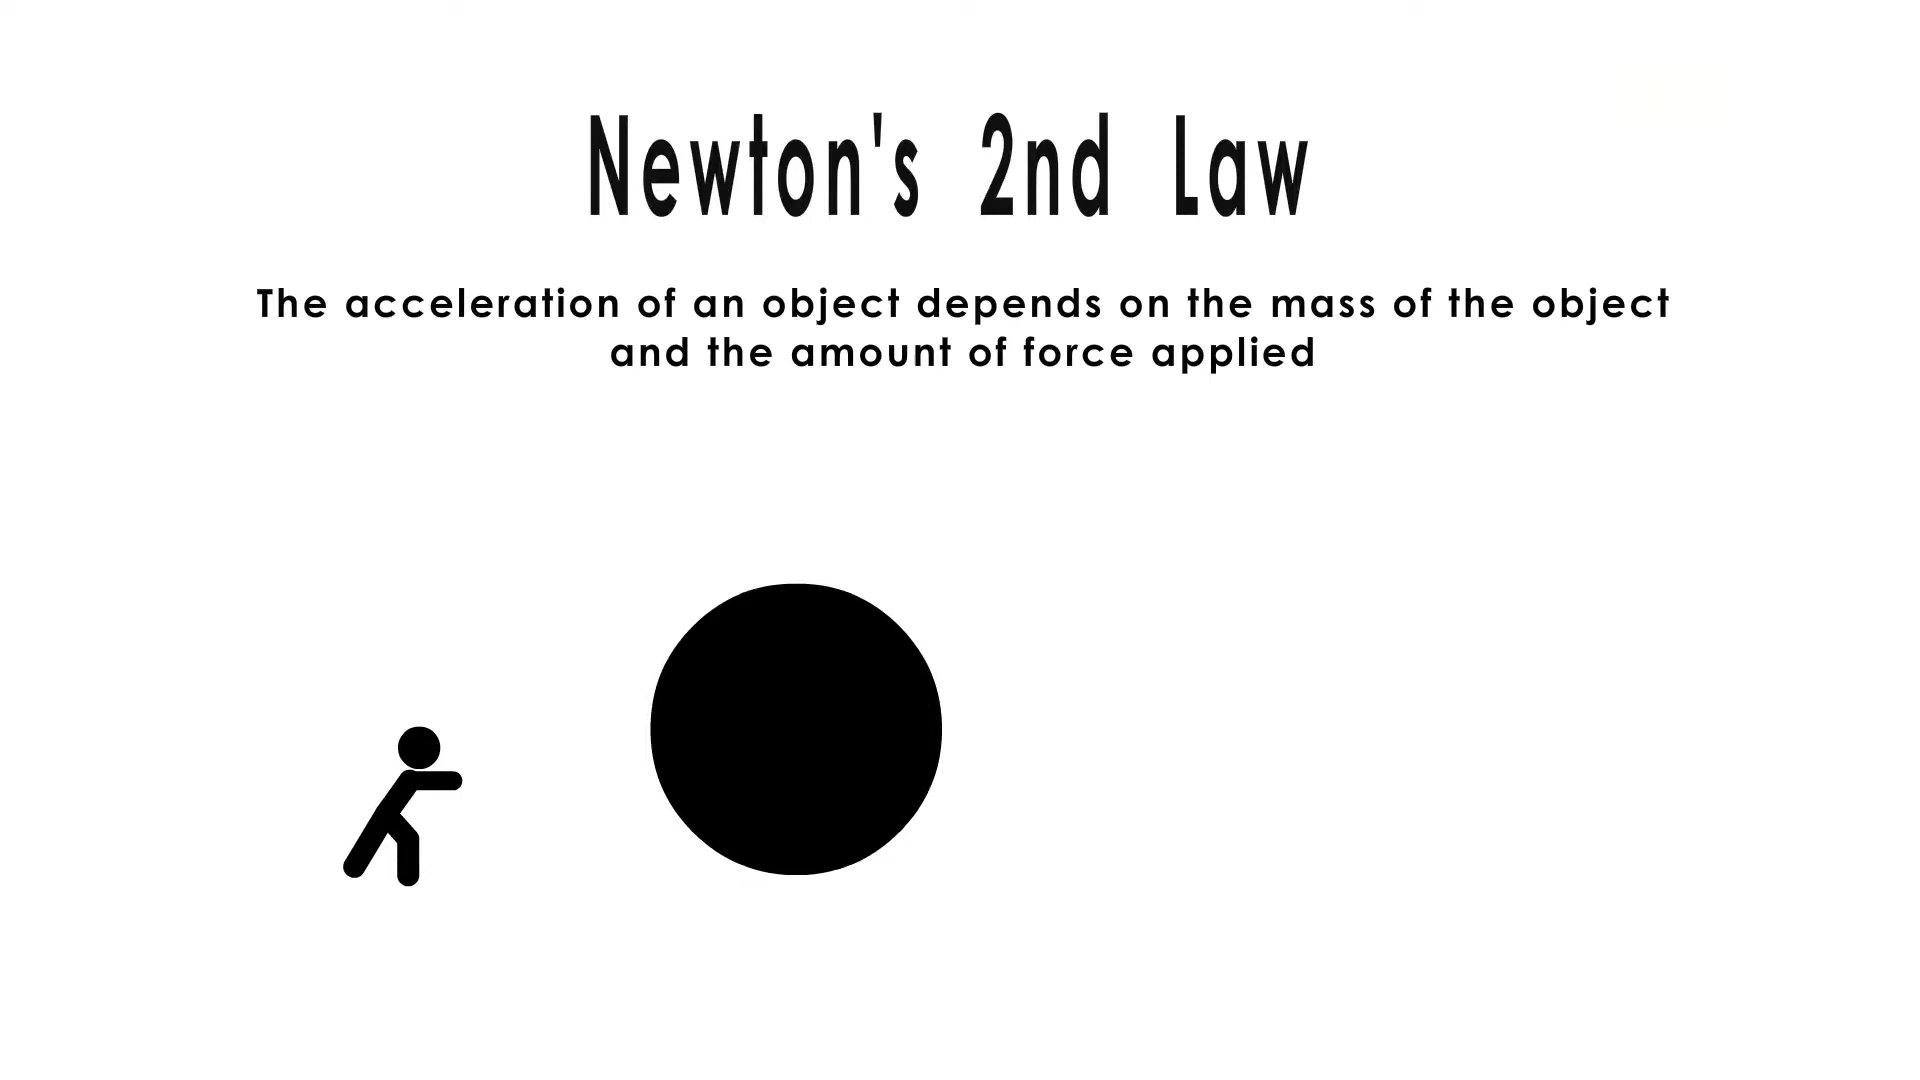 Newton's 2nd Law
The acceleration of an object depends on the mass of the object
and the amount of force applied